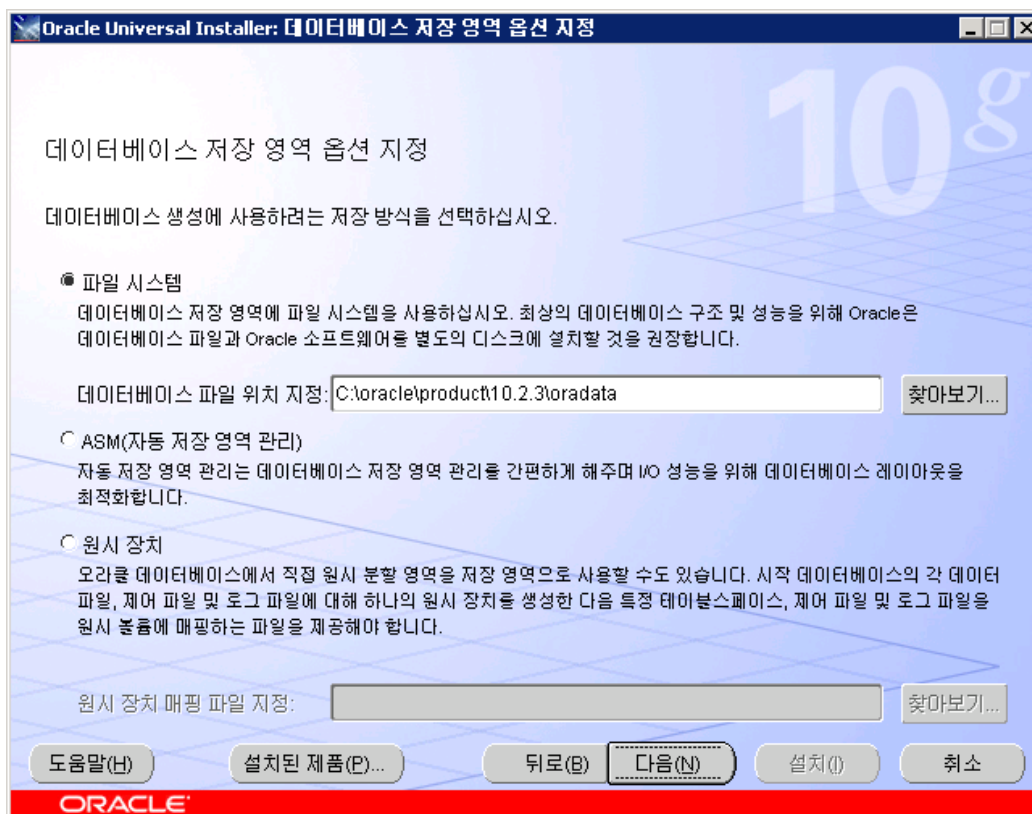 Oracle Universal Installer: 데이터베이스 저장 영역 옵션 지정
10g
데이터베이스 저장 영역 옵션 지정
데이터베이스 생성에 사용하려는 저장 방식을 선택하십시오.
파일 시스템
데이터베이스 저장 영역에 파일 시스템을 사용하십시오. 최상의 데이터베이스 구조 및 성능을 위해 Oracle은
데이터베이스 파일과 Oracle 소프트웨어를 별도의 디스크에 설치할 것을 권장합니다.
데이터베이스 파일 위치 지정: C:\oracle\product\10.2.3\oradata 찾아보기...
ASM(자동 저장 영역 관리)
자동 저장 영역 관리는 데이터베이스 저장 영역 관리를 간편하게 해주며 I/O 성능을 위해 데이터베이스 레이아웃을
최적화합니다.
원시 장치
오라클 데이터베이스에서 직접 원시 분할 영역을 저장 영역으로 사용할 수도 있습니다. 시작 데이터베이스의 각 데이터
파일, 제어 파일 및 로그 파일에 대해 하나의 원시 장치를 생성한 다음 특정 테이블스페이스, 제어 파일 및 로그 파일을
원시 볼륨에 매핑하는 파일을 제공해야 합니다.
원시 장치 매핑 파일 지정: 찾아보기...
도움말(H) 설치된 제품(P)... 뒤로(B) 다음(N) 설치(I) 취소
ORACLE